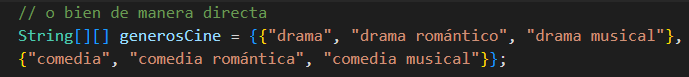 // o bien de manera directa
String[][] generosCine = {{"drama", "drama romántico", "drama musical"},
{"comedia", "comedia romántica", "comedia musical"}};